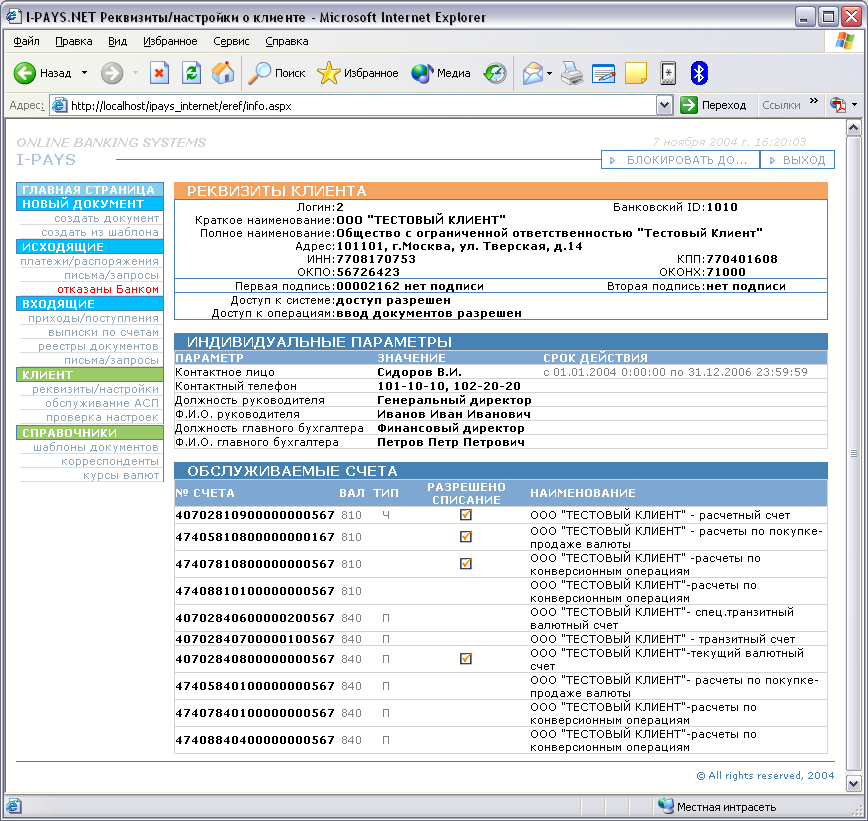 I-PAYS.NET Реквизиты/настройки о клиенте - Microsoft Internet Explorer
Файл Правка Вид Избранное Сервис Справка
Назад Поиск Избранное Медиа
Адрес: http://localhost/ipays_internet/eref/info.aspx Переход Ссылки »
ONLINE BANKING SYSTEMS 7 ноября 2004 г. 16:20:03
I-PAYS БЛОКИРОВАТЬ ДО... ВЫХОД
ГЛАВНАЯ СТРАНИЦА
НОВЫЙ ДОКУМЕНТ
создать документ
создать из шаблона
ИСХОДЯЩИЕ
платежи/распоряжения
письма/запросы
отказаны Банком
ВХОДЯЩИЕ
приходы/поступления
выписки по счетам
реестры документов
письма/запросы
КЛИЕНТ
реквизиты/настройки
обслуживание АСП
проверка настроек
СПРАВОЧНИКИ
шаблоны документов
корреспонденты
курсы валют
РЕКВИЗИТЫ КЛИЕНТА
Логин: 2 Банковский ID: 1010
Краткое наименование: ООО "ТЕСТОВЫЙ КЛИЕНТ"
Полное наименование: Общество с ограниченной ответственностью "Тестовый Клиент"
Адрес: 101101, г.Москва, ул. Тверская, д.14
ИНН: 7708170753 КПП: 770401608
ОКПО: 56726423 ОКОНХ: 71000
Первая подпись: 00002162 нет подписи Вторая подпись: нет подписи
Доступ к системе: доступ разрешен
Доступ к операциям: ввод документов разрешен
ИНДИВИДУАЛЬНЫЕ ПАРАМЕТРЫ
ПАРАМЕТР ЗНАЧЕНИЕ СРОК ДЕЙСТВИЯ
Контактное лицо Сидоров В.И. с 01.01.2004 0:00:00 по 31.12.2006 23:59:59
Контактный телефон 101-10-10, 102-20-20
Должность руководителя Генеральный директор
Ф.И.О. руководителя Иванов Иван Иванович
Должность главного бухгалтера Финансовый директор
Ф.И.О. главного бухгалтера Петров Петр Петрович
ОБСЛУЖИВАЕМЫЕ СЧЕТА
№ СЧЕТА ВАЛ ТИП РАЗРЕШЕНО СПИСАНИЕ НАИМЕНОВАНИЕ
40702810900000000567 810 Ч ООО "ТЕСТОВЫЙ КЛИЕНТ" - расчетный счет
47405810800000000167 810 ООО "ТЕСТОВЫЙ КЛИЕНТ" - расчеты по покупке-
продаже валюты
47407810800000000567 810 ООО "ТЕСТОВЫЙ КЛИЕНТ" -расчеты по
конверсионным операциям
47408810100000000567 810 ООО "ТЕСТОВЫЙ КЛИЕНТ"-расчеты по
конверсионным операциям
40702840600000200567 840 П ООО "ТЕСТОВЫЙ КЛИЕНТ"- спец.транзитный
валютный счет
40702840700000100567 840 П ООО "ТЕСТОВЫЙ КЛИЕНТ" - транзитный счет
40702840800000000567 840 П ООО "ТЕСТОВЫЙ КЛИЕНТ"-текущий валютный
счет
47405840100000000567 840 П ООО "ТЕСТОВЫЙ КЛИЕНТ"- расчеты по покупке-
продаже валюты
47407840100000000567 840 П ООО "ТЕСТОВЫЙ КЛИЕНТ"-расчеты по
конверсионным операциям
47408840400000000567 840 П ООО "ТЕСТОВЫЙ КЛИЕНТ" -расчеты по
конверсионным операциям
© All rights reserved, 2004
Местная интрасеть